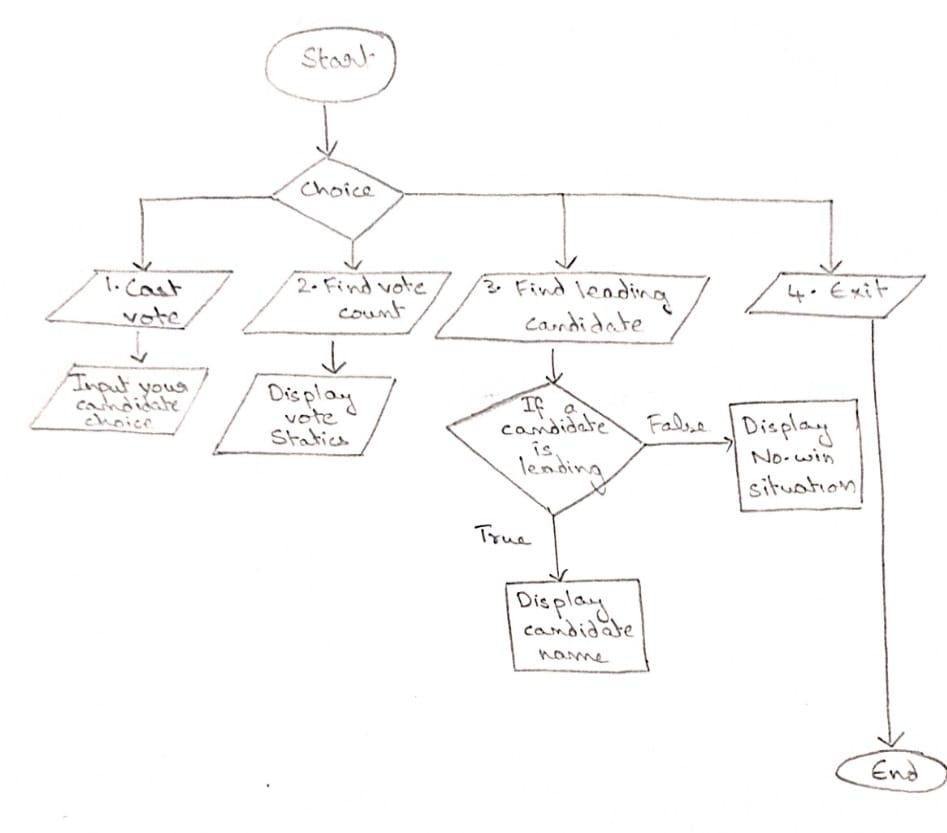 Start
Choice
1. Cast
vote
2. Find vote
count
3. Find leading
candidate
4. Exit
Input your
candidate
choice
Display
vote
Statics
If a
candidate
is
leading
False
Display
No-win
situation
True
Display
candidate
name
End